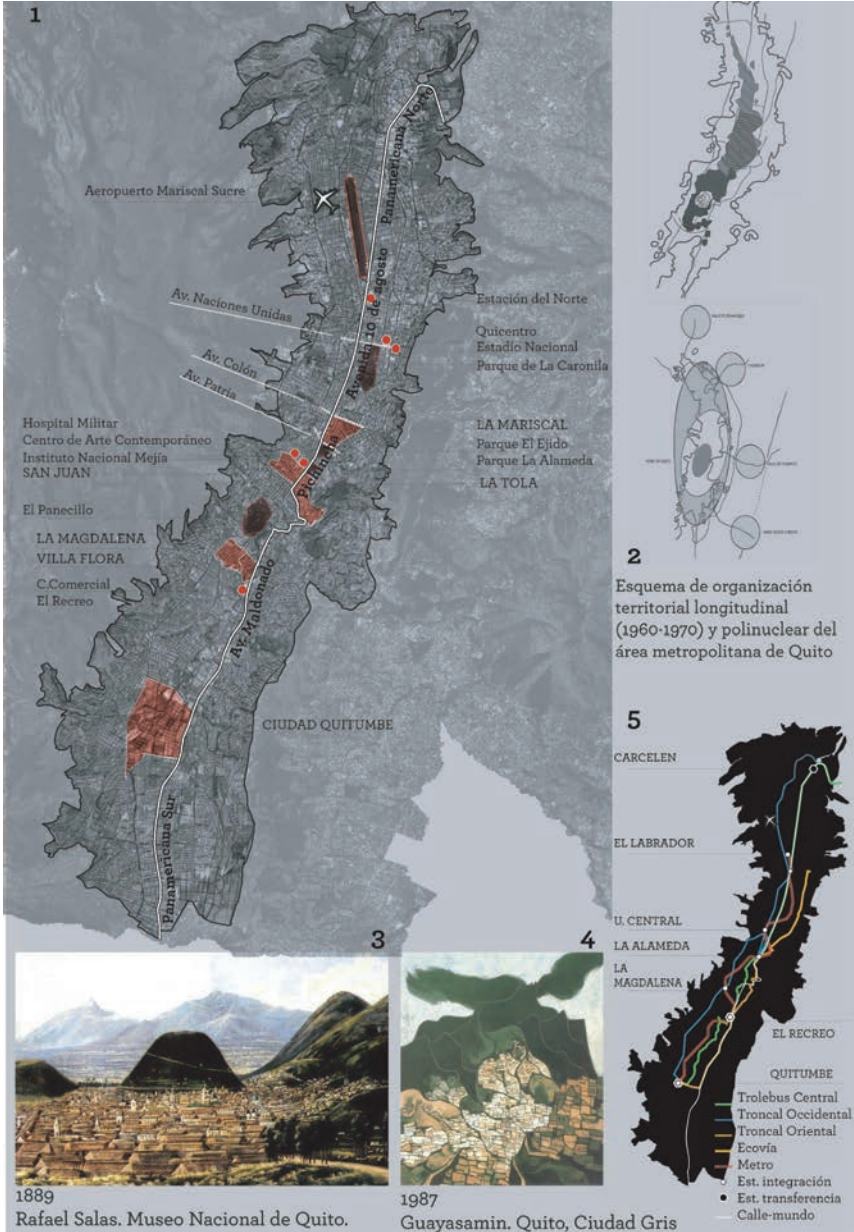 1
Aeropuerto Mariscal Sucre
Av. Naciones Unidas
Av. Colón
Av. Patria
Hospital Militar
Centro de Arte Contemporáneo
Instituto Nacional Mejía
SAN JUAN
El Panecillo
LA MAGDALENA
VILLA FLORA
C.Comercial
El Recreo
Panamericana Norte
Avenida 10 de agosto
Pichincha
Av. Maldonado
Panamericana Sur
Estación del Norte
Quicentro
Estadio Nacional
Parque de La Caronila
LA MARISCAL
Parque El Ejido
Parque La Alameda
LA TOLA
CIUDAD QUITUMBE
2
Esquema de organización
territorial longitudinal
(1960-1970) y polinuclear del
área metropolitana de Quito
3
1889
Rafael Salas. Museo Nacional de Quito.
4
1987
Guayasamin. Quito, Ciudad Gris
5
CARCELEN
EL LABRADOR
U. CENTRAL
LA ALAMEDA
LA
MAGDALENA
EL RECREO
QUITUMBE
Trolebus Central
Troncal Occidental
Troncal Oriental
Ecovía
Metro
Est. integración
Est. transferencia
Calle-mundo